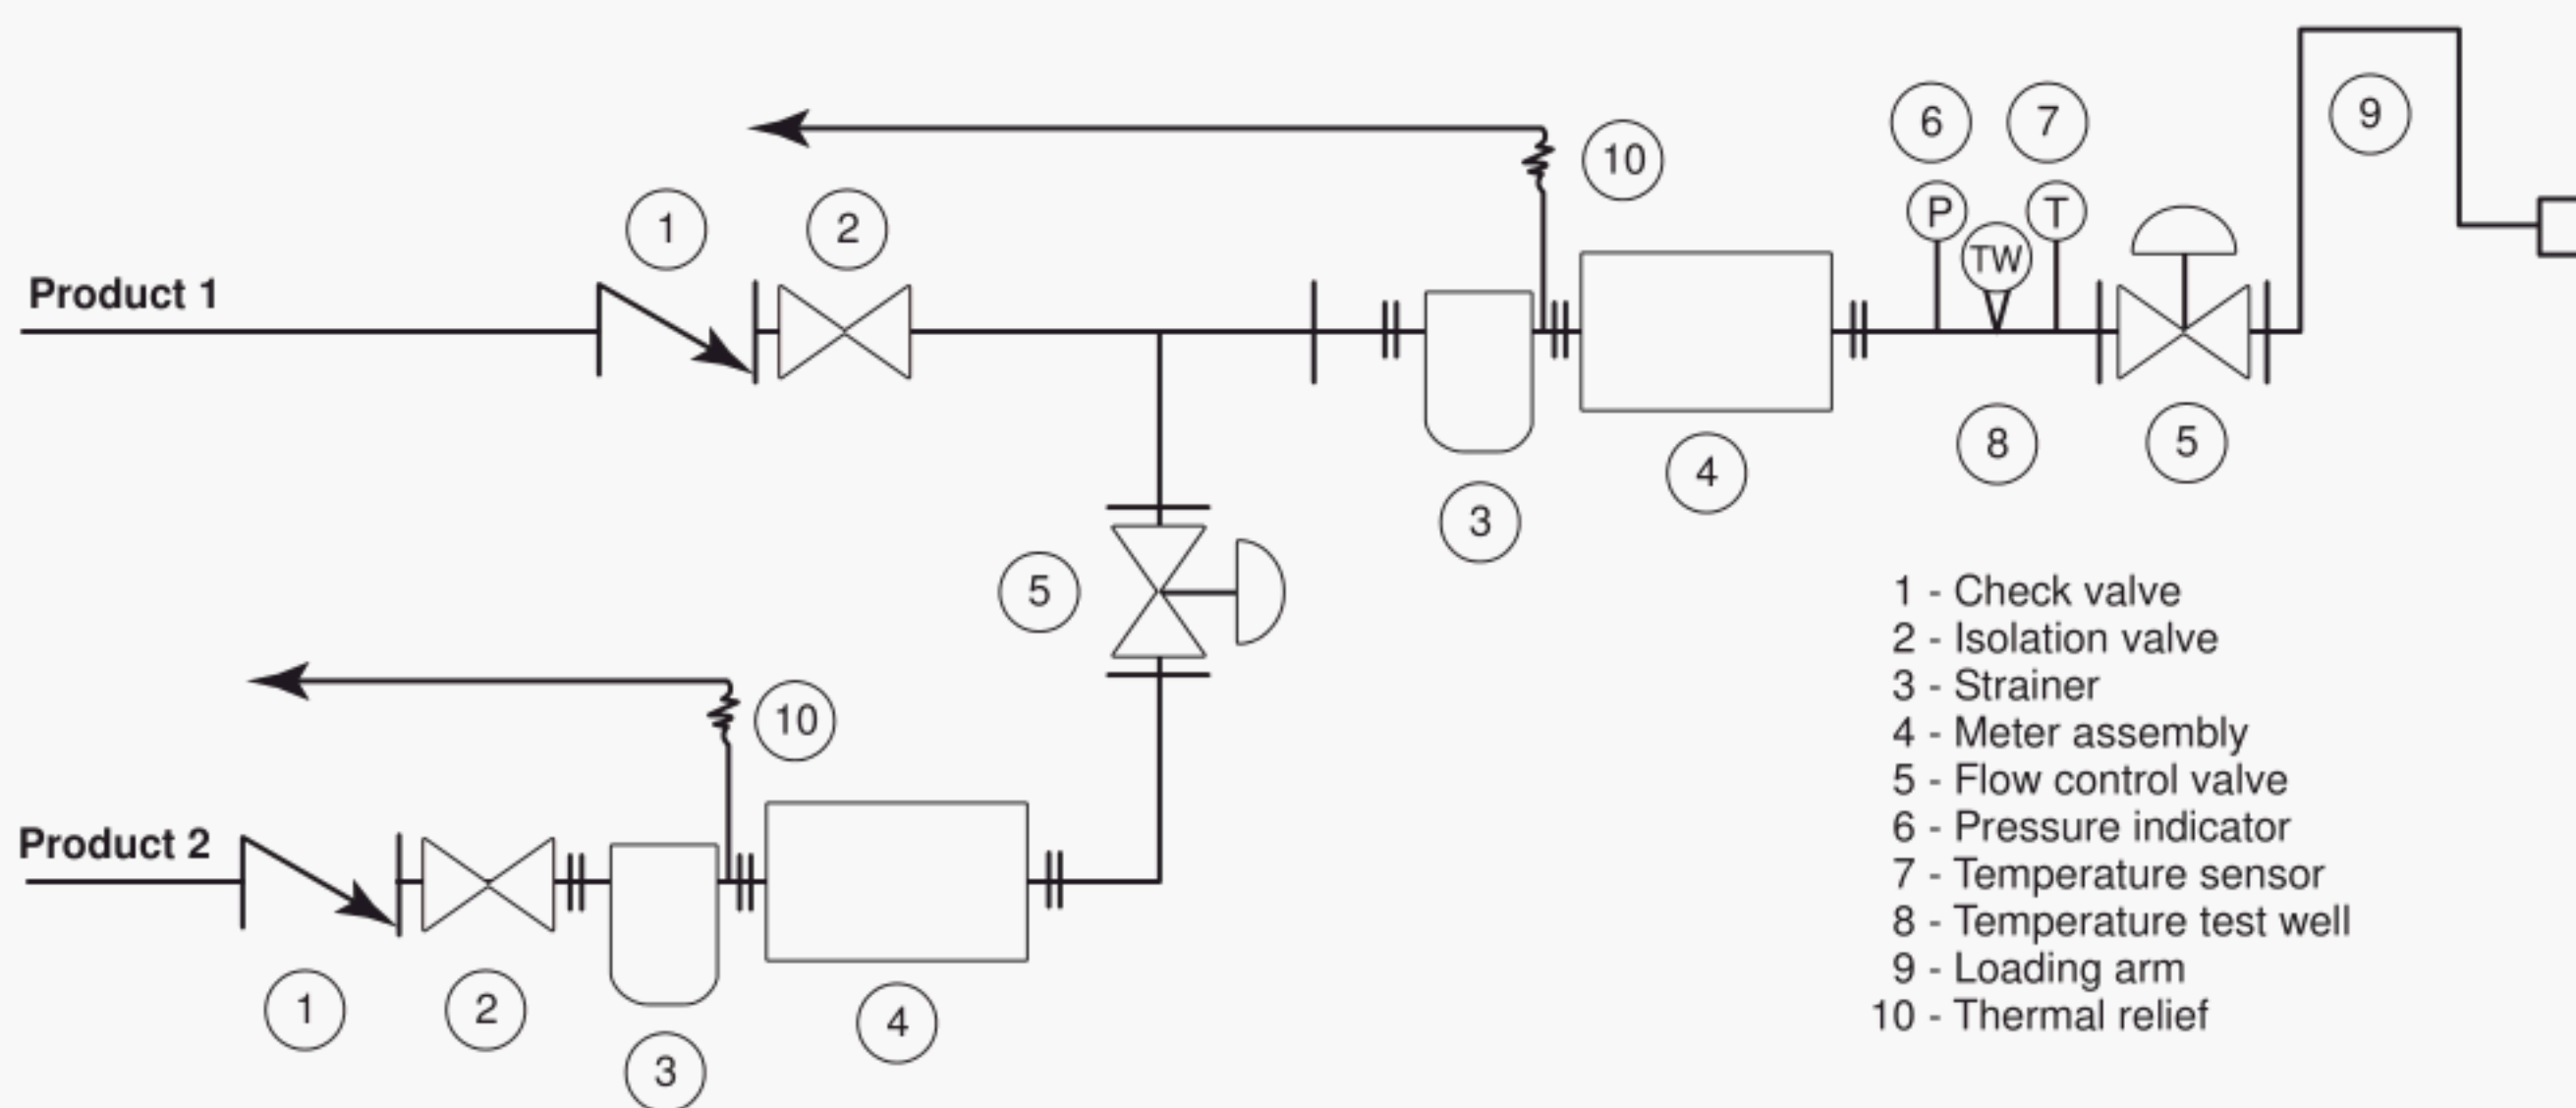 6
7
9
10
1
2
P
T
TW
Product 1
8
5
4
3
5
10
Product 2
1
2
4
3
1 - Check valve
2 - Isolation valve
3 - Strainer
4 - Meter assembly
5 - Flow control valve
6 - Pressure indicator
7 - Temperature sensor
8 - Temperature test well
9 - Loading arm
10 - Thermal relief